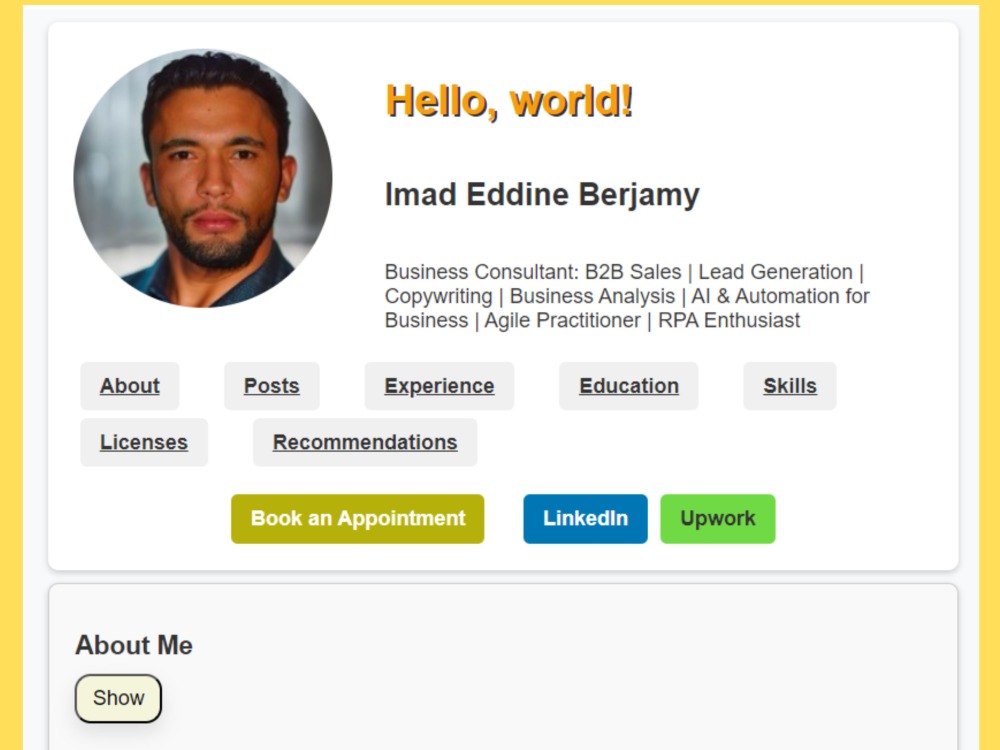 Hello, world!
Imad Eddine Berjamy
Business Consultant: B2B Sales | Lead Generation |
Copywriting | Business Analysis | AI & Automation for
Business | Agile Practitioner | RPA Enthusiast
About Posts Experience Education Skills
Licenses Recommendations
Book an Appointment LinkedIn Upwork
About Me
Show